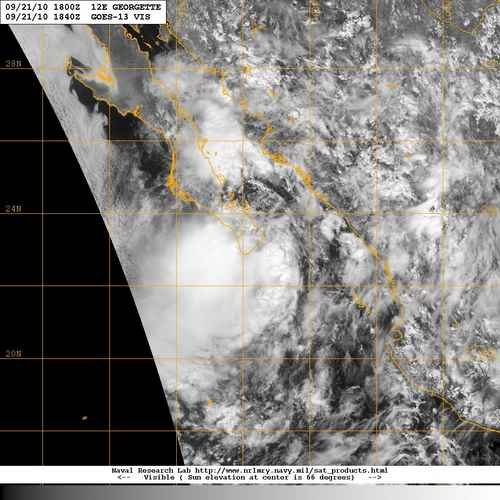 09/21/10 1800Z 12E GEORGETTE
09/21/10 1840Z GOES-13 VIS
28N
24N
20N
Naval Research Lab http://www.nrlmry.navy.mil/sat_products.html
<-- Visible ( Sun elevation at center is 66 degrees) -->